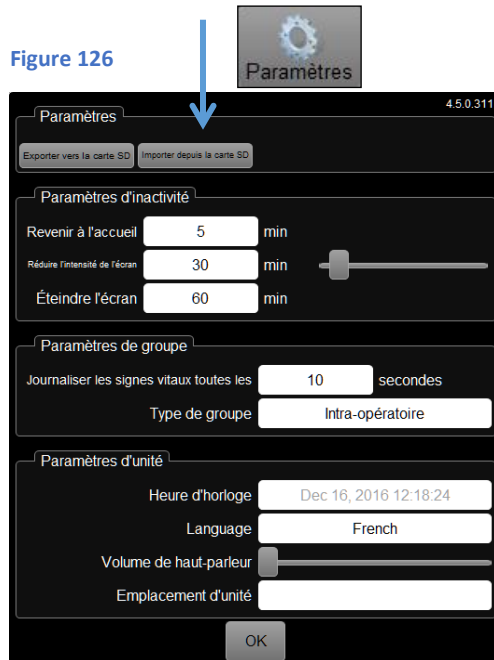 Figure 126
Paramètres
4.5.0.311
Paramètres
Exporter vers la carte SD Importer depuis la carte SD
Paramètres d'inactivité
Revenir à l'accueil 5 min
Réduire l'intensité de l'écran 30 min
Éteindre l'écran 60 min
Paramètres de groupe
Journaliser les signes vitaux toutes les 10 secondes
Type de groupe Intra-opératoire
Paramètres d'unité
Heure d'horloge Dec 16, 2016 12:18:24
Language French
Volume de haut-parleur
Emplacement d'unité
OK